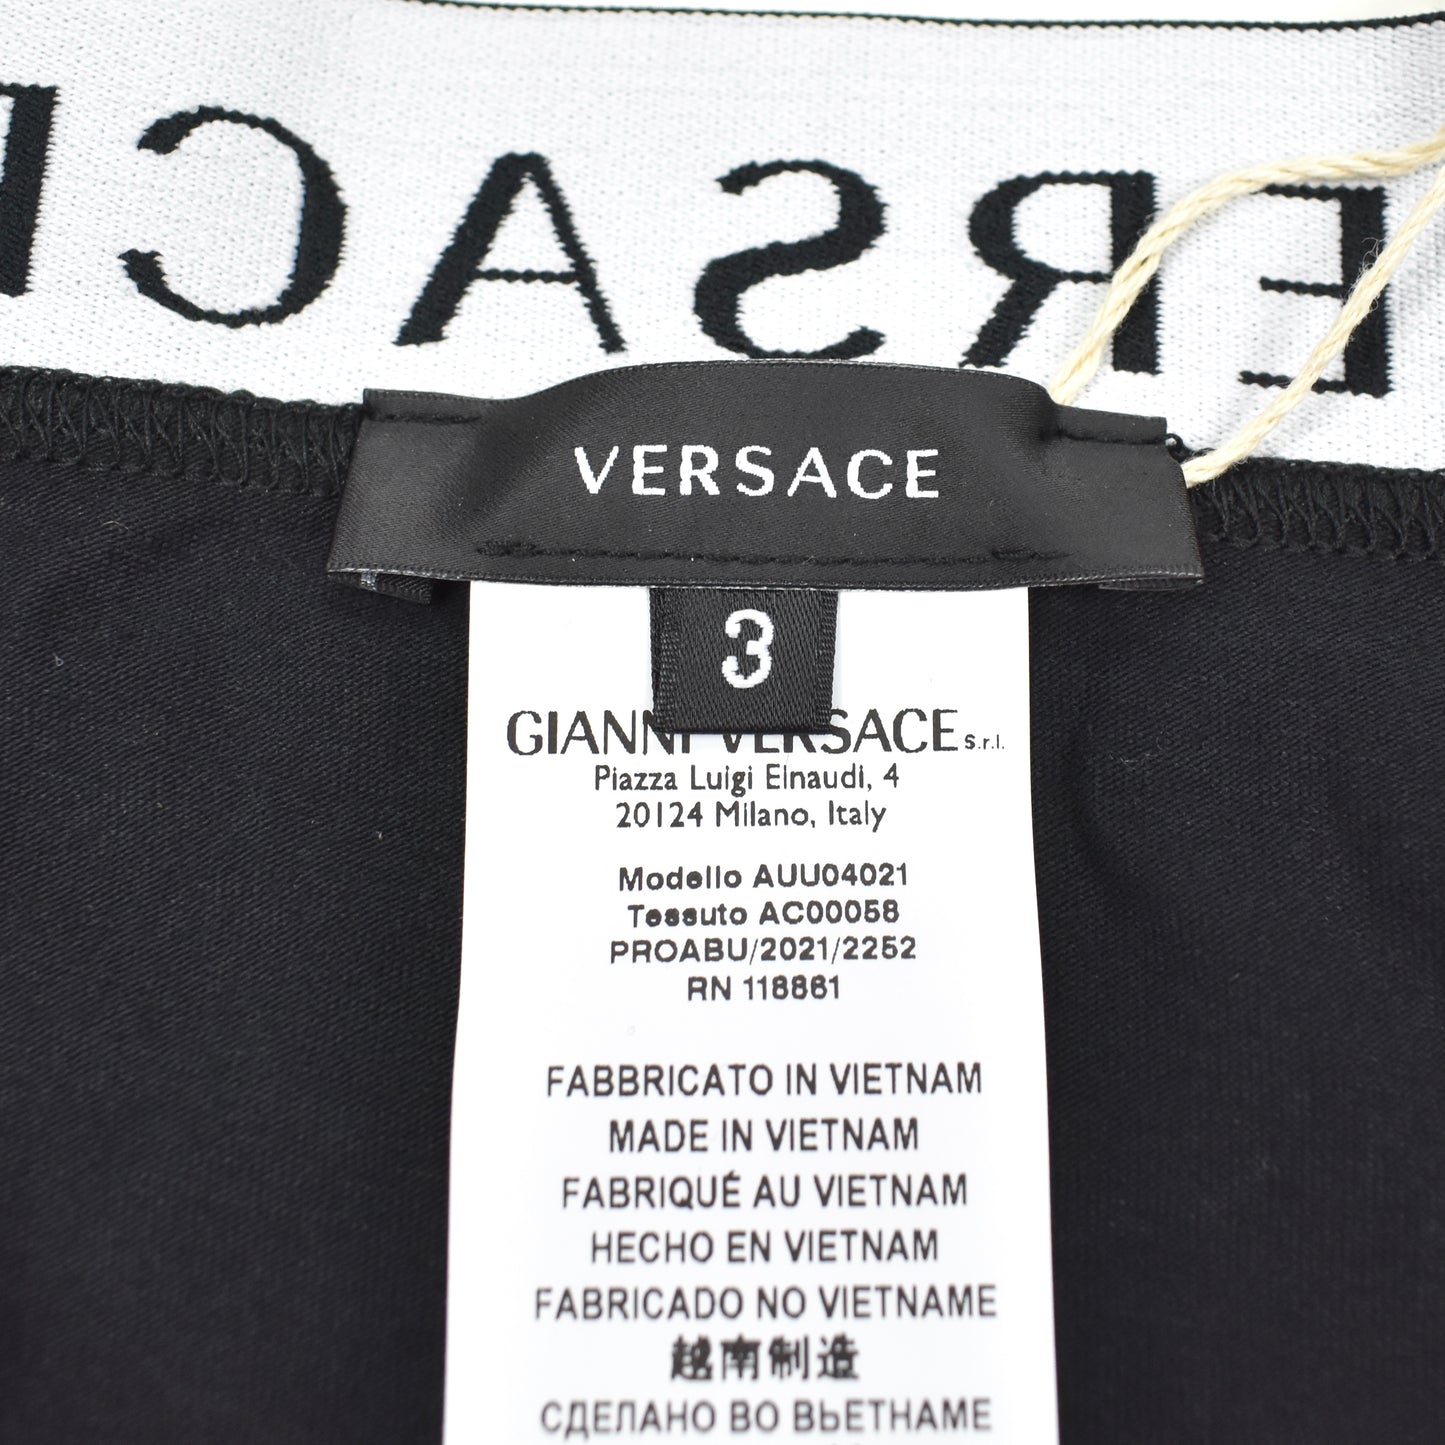 ERSACE
VERSACE
3
GIANNI VERSACE S.r.l.
Piazza Luigi Einaudi, 4
20124 Milano, Italy
Modello AUU04021
Tessuto AC00058
PROABU/2021/2252
RN 118861
FABBRICATO IN VIETNAM
MADE IN VIETNAM
FABRIQUÉ AU VIETNAM
HECHO EN VIETNAM
FABRICADO NO VIETNAME
越南制造
СДЕЛАНО ВО ВЬЕТНАМЕ